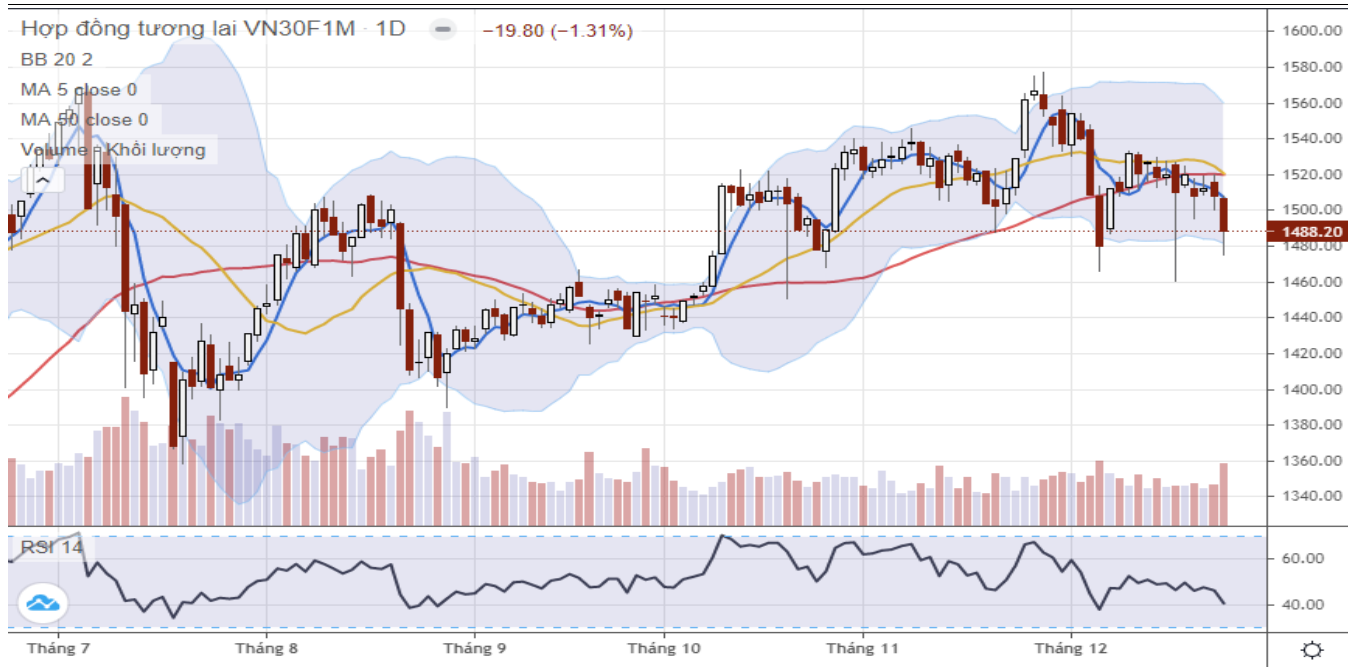 Hợp đồng tương lai VN30F1M · 1D −19.80 (−1.31%)
BB 20 2
MA 5 close 0
MA 50 close 0
Volume - Khối lượng
1600.00
1580.00
1560.00
1540.00
1520.00
1500.00
1488.20
1480.00
1460.00
1440.00
1420.00
1400.00
1380.00
1360.00
1340.00
RSI 14
60.00
40.00
Tháng 7 Tháng 8 Tháng 9 Tháng 10 Tháng 11 Tháng 12